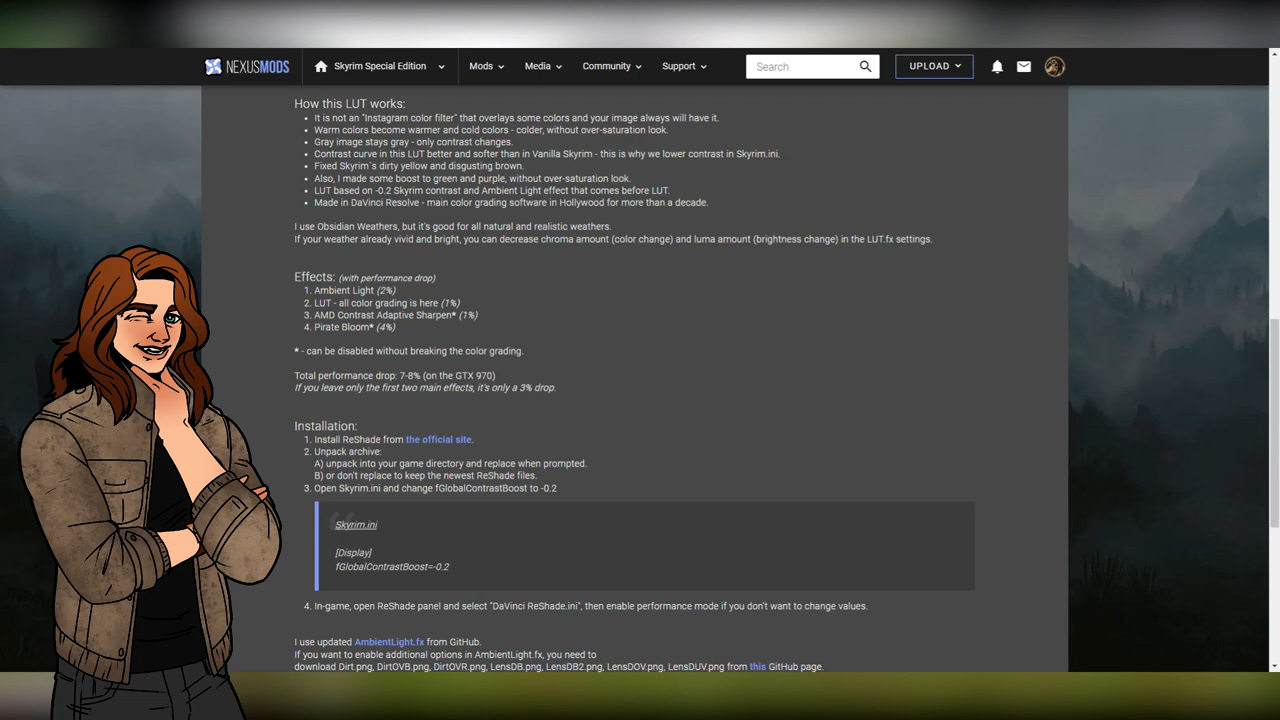 NEXUSMODS Skyrim Special Edition Mods Media Community Support Search UPLOAD
How this LUT works:
• It is not an "Instagram color filter" that overlays some colors and your image always will have it.
• Warm colors become warmer and cold colors - colder, without over-saturation look.
• Gray image stays gray - only contrast changes.
• Contrast curve in this LUT better and softer than in Vanilla Skyrim - this is why we lower contrast in Skyrim.ini.
• Fixed Skyrim`s dirty yellow and disgusting brown.
• Also, I made some boost to green and purple, without over-saturation look.
• LUT based on -0.2 Skyrim contrast and Ambient Light effect that comes before LUT.
• Made in DaVinci Resolve - main color grading software in Hollywood for more than a decade.
I use Obsidian Weathers, but it's good for all natural and realistic weathers.
If your weather already vivid and bright, you can decrease chroma amount (color change) and luma amount (brightness change) in the LUT.fx settings.
Effects: (with performance drop)
1. Ambient Light (2%)
2. LUT - all color grading is here (1%)
3. AMD Contrast Adaptive Sharpen* (1%)
4. Pirate Bloom* (4%)
* - can be disabled without breaking the color grading.
Total performance drop: 7-8% (on the GTX 970)
If you leave only the first two main effects, it's only a 3% drop.
Installation:
1. Install ReShade from the official site.
2. Unpack archive:
A) unpack into your game directory and replace when prompted.
B) or don't replace to keep the newest ReShade files.
3. Open Skyrim.ini and change fGlobalContrastBoost to -0.2
Skyrim.ini
[Display]
fGlobalContrastBoost=-0.2
4. In-game, open ReShade panel and select "DaVinci ReShade.ini", then enable performance mode if you don't want to change values.
I use updated AmbientLight.fx from GitHub.
If you want to enable additional options in AmbientLight.fx, you need to
download Dirt.png, DirtOVB.png, DirtOVR.png, LensDB.png, LensDB2.png, LensDOV.png, LensDUV.png from this GitHub page.